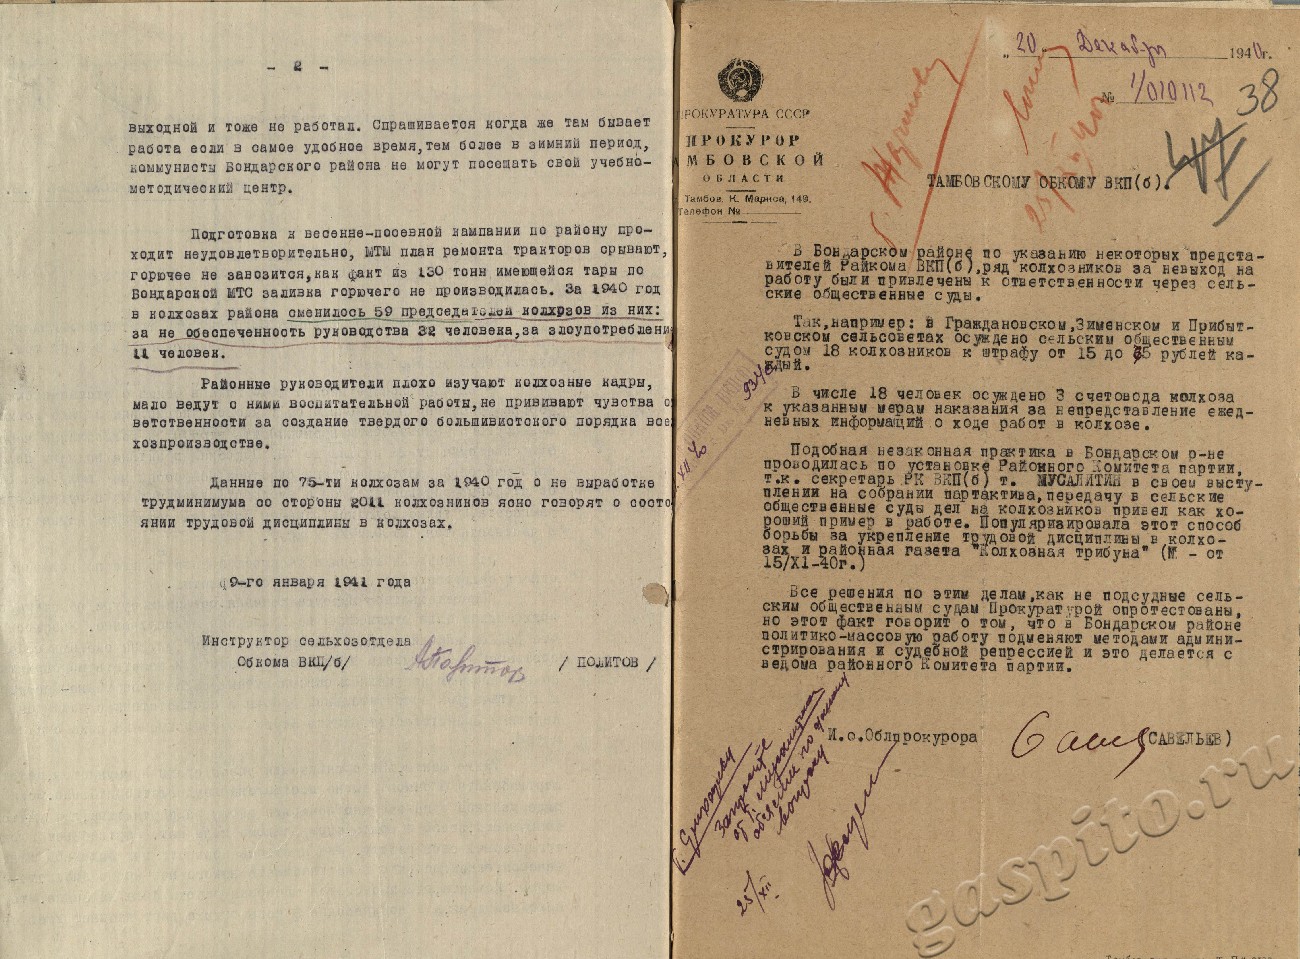 - 2 -
выходной и тоже не работал. Спрашивается когда же там бывает
работа если в самое удобное время,тем более в зимний период,
коммунисты Бондарского района не могут посещать свой учебно-
методический центр.
Подготовка к весенне-посевной кампании по району про-
ходит неудовлетворительно, МТМ план ремонта тракторов срывают,
горючее не завозится,как факт из 130 тонн имеющейся тары по
Бондарской МТС заливка горючего не производилась. За 1940 год
в колхозах района сменилось 59 председателей колхозов из них:
за не обеспеченность руководства 32 человека,за злоупотреблени
11 человек.
Районные руководители плохо изучают колхозные кадры,
мало ведут с ними воспитательной работы,не прививают чувства о
ветственности за создание твердого большивистского порядка все
хозпроизводстве.
Данные по 75-ти колхозам за 1940 год о не выработке
трудминимума со стороны 2011 колхозников ясно говорят о состо
янии трудовой дисциплины в колхозах.
9-го января 1941 года
Инструктор сельхозотдела
Обкома ВКП/б/ / ПОЛИТОВ /
"20 Декабря 1940г.
№ 1/010112
38
ПРОКУРАТУРА СССР
ПРОКУРОР
МБОВСКОЙ
ОБЛАСТИ
Тамбов, К. Маркса, 149.
Телефон №
ТАМБОВСКОМУ ОБКОМУ ВКП(б).
В Бондарском районе по указанию некоторых предста-
вителей Райкома ВКП(б),ряд колхозников за невыход на
работу были привлечены к ответственности через сель-
ские общественные суды.
Так,например: в Граждановском,Зименском и Прибыт-
ковском сельсоветах осуждено сельским общественным
судом 18 колхозников к штрафу от 15 до 35 рублей ка-
ждый.
В числе 18 человек осуждено 3 счетовода колхоза
к указанным мерам наказания за непредставление ежед-
невных информаций о ходе работ в колхозе.
Подобная незаконная практика в Бондарском р-не
проводилась по установке Районного Комитета партии,
т.к. секретарь РК ВКП(б) т. МУСАЛИТИН в своем высту-
плении на собрании партактива,передачу в сельские
общественные суды дел на колхозников привел как хо-
роший пример в работе. Популяризировала этот способ
борьбы за укрепление трудовой дисциплины в колхо-
зах и районная газета "Колхозная трибуна" (№ - от
15/XI-40г.)
Все решения по этим делам,как не подсудные сель-
ским общественным судам Прокуратурой опротестованы,
но этот факт говорит о том, что в Бондарском районе
политико-массовую работу подменяют методами админи-
стрирования и судебной репрессией и это делается с
ведома районного Комитета партии.
И.о.Облпрокурора (САВЕЛЬЕВ)
25/XII
gaspito.ru